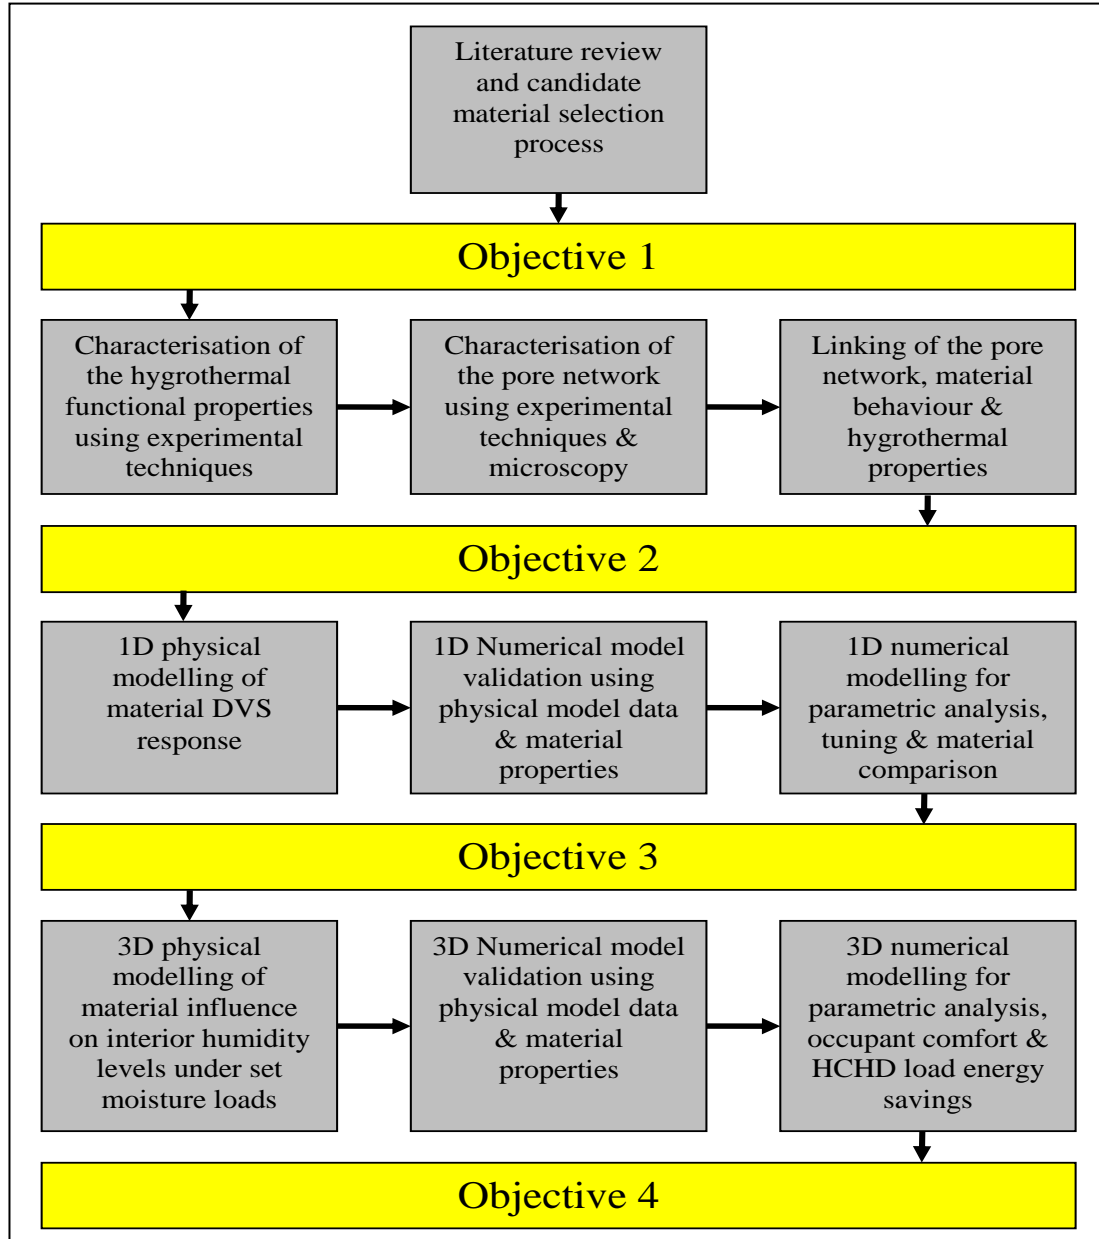 Literature review
and candidate
material selection
process
Objective 1
Characterisation of
the hygrothermal
functional properties
using experimental
techniques
Characterisation of
the pore network
using experimental
techniques &
microscopy
Linking of the pore
network, material
behaviour &
hygrothermal
properties
Objective 2
1D physical
modelling of
material DVS
response
1D Numerical model
validation using
physical model data
& material
properties
1D numerical
modelling for
parametric analysis,
tuning & material
comparison
Objective 3
3D physical
modelling of
material influence
on interior humidity
levels under set
moisture loads
3D Numerical model
validation using
physical model data
& material
properties
3D numerical
modelling for
parametric analysis,
occupant comfort &
HCHD load energy
savings
Objective 4